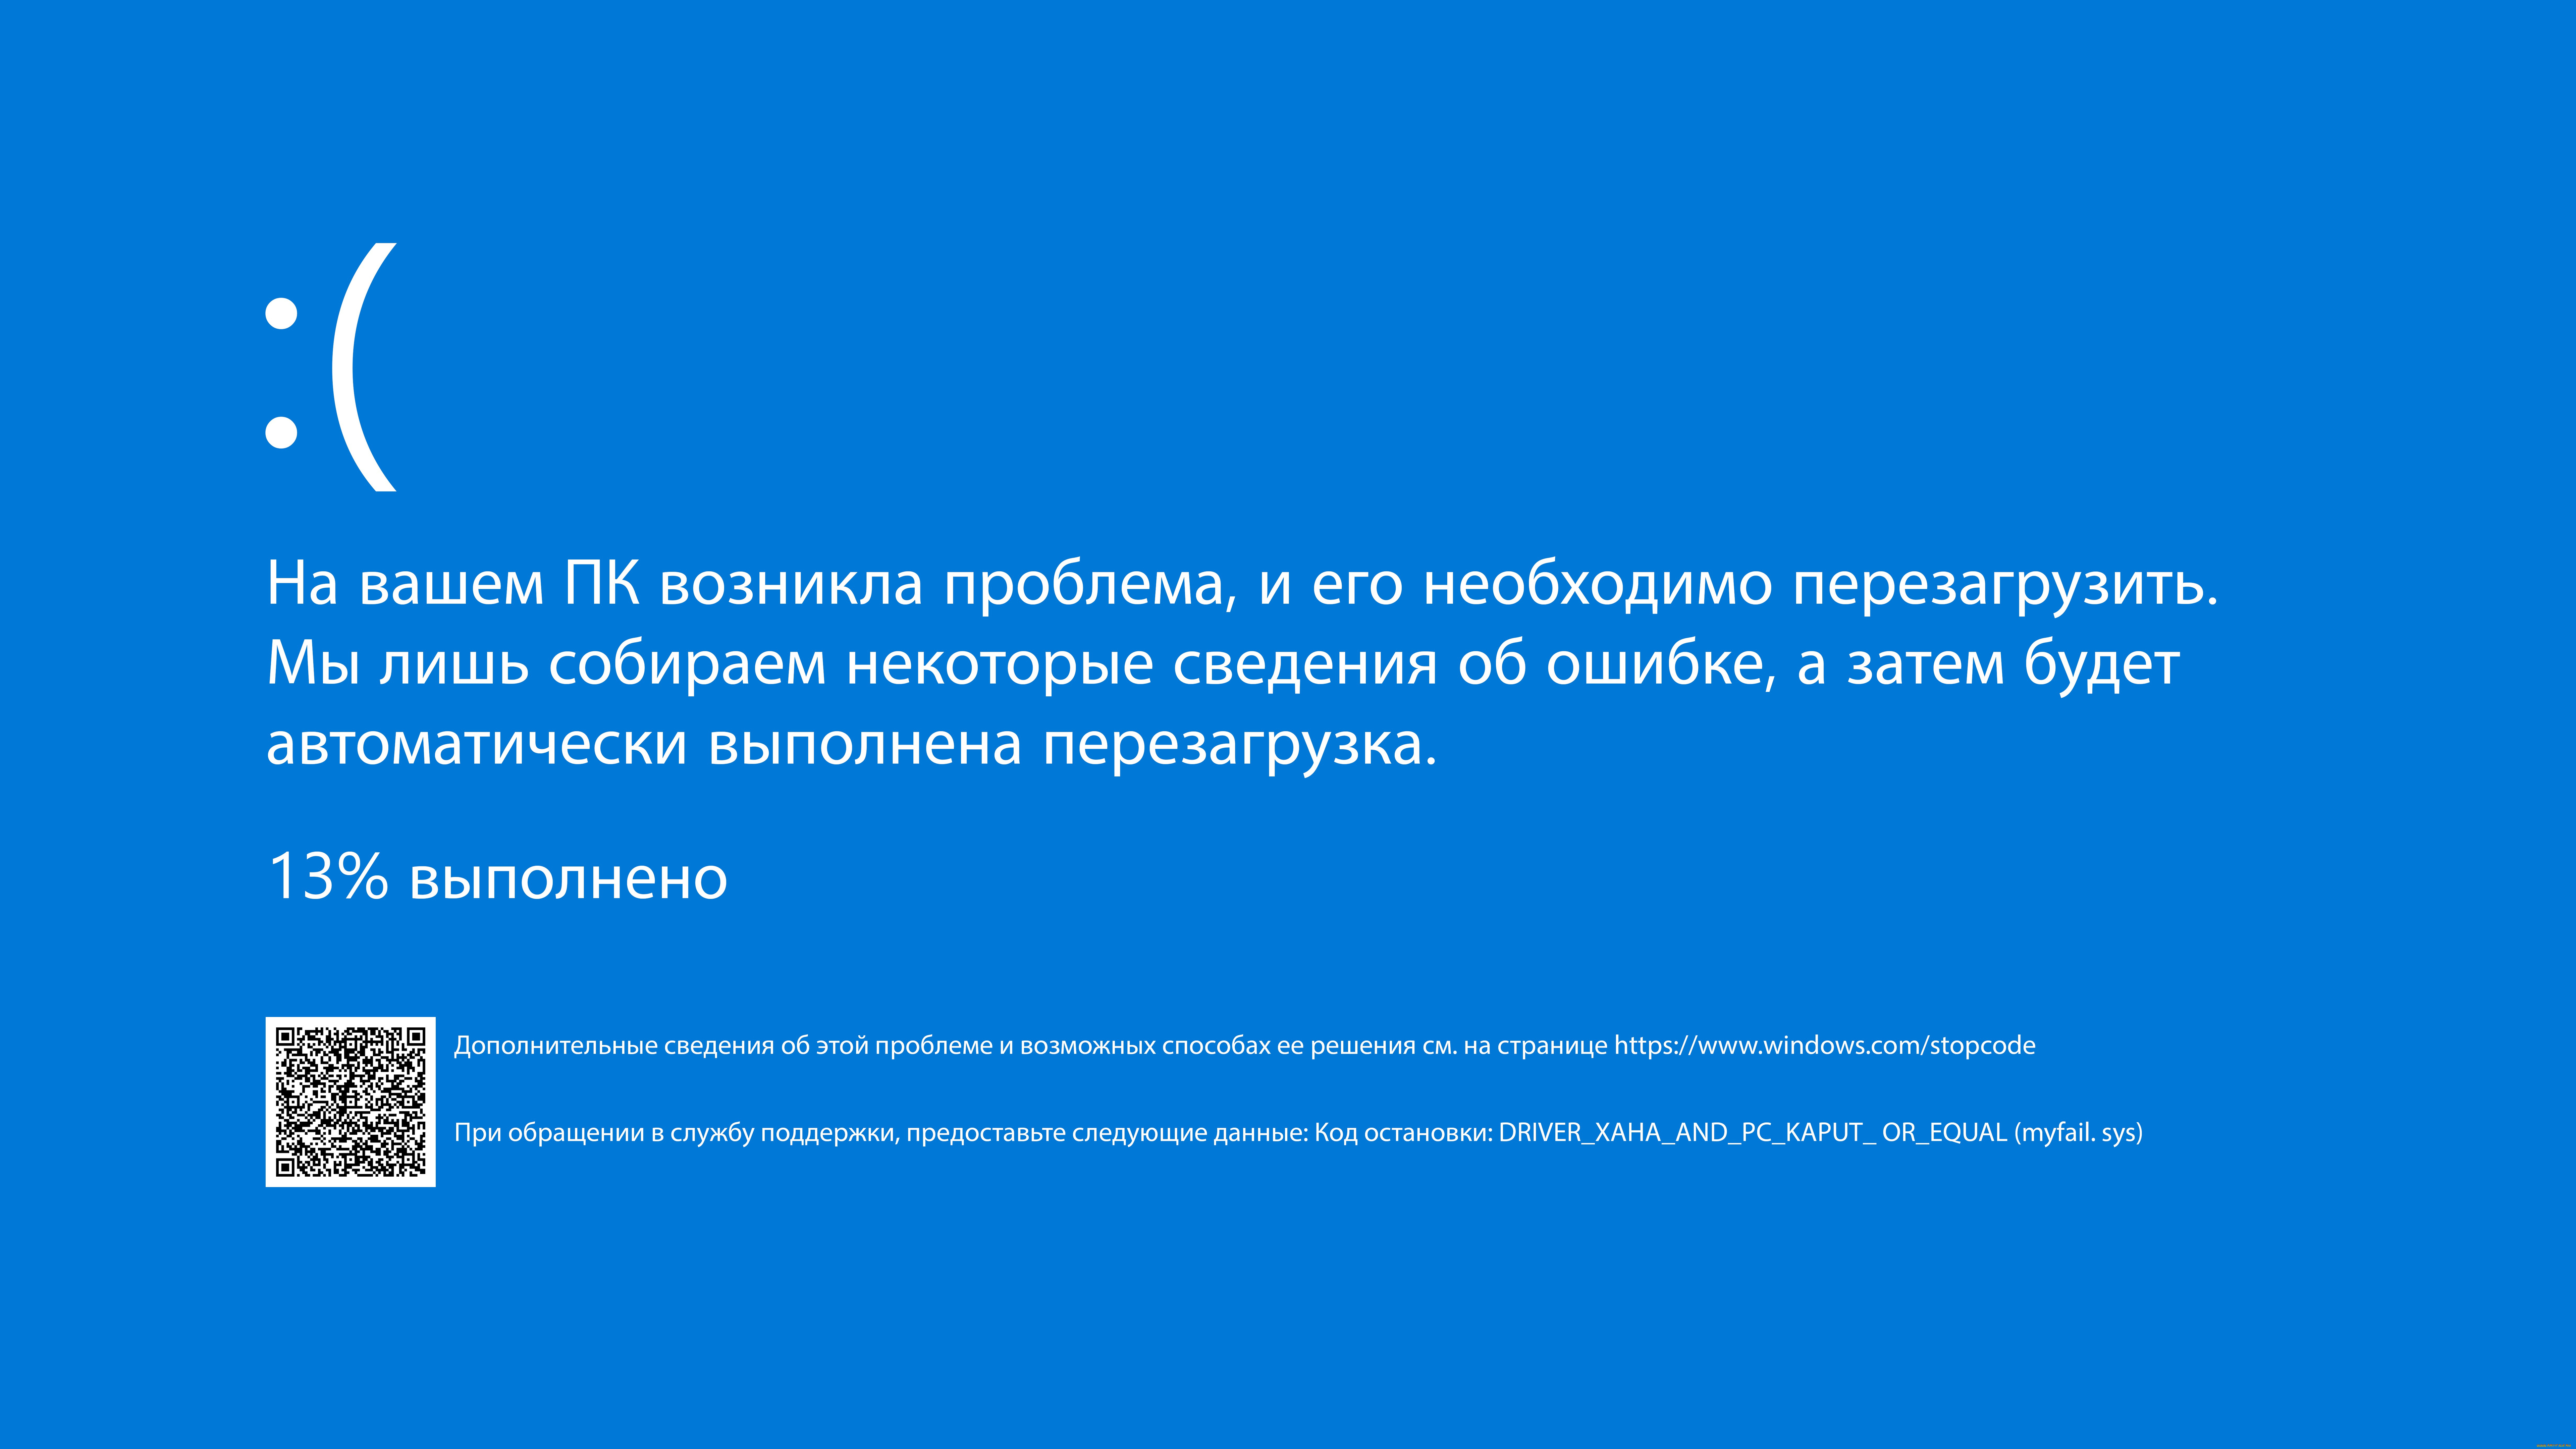 :(
На вашем ПК возникла проблема, и его необходимо перезагрузить.
Мы лишь собираем некоторые сведения об ошибке, а затем будет
автоматически выполнена перезагрузка.
13% выполнено
Дополнительные сведения об этой проблеме и возможных способах ее решения см. на странице https://www.windows.com/stopcode
При обращении в службу поддержки, предоставьте следующие данные: Код остановки: DRIVER_XAHA_AND_PC_KAPUT_ OR_EQUAL (myfail. sys)